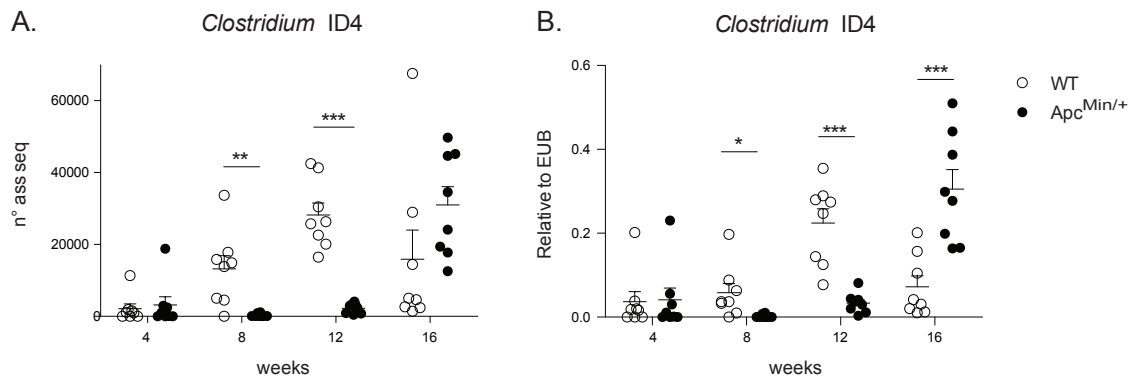 A.
Clostridium ID4
n° ass seq
60000
40000
20000
0
**
***
4
8
12
16
weeks
B.
Clostridium ID4
Relative to EUB
0.6
0.4
0.2
0.0
*
***
***
4
8
12
16
weeks
WT
Apc^Min/+